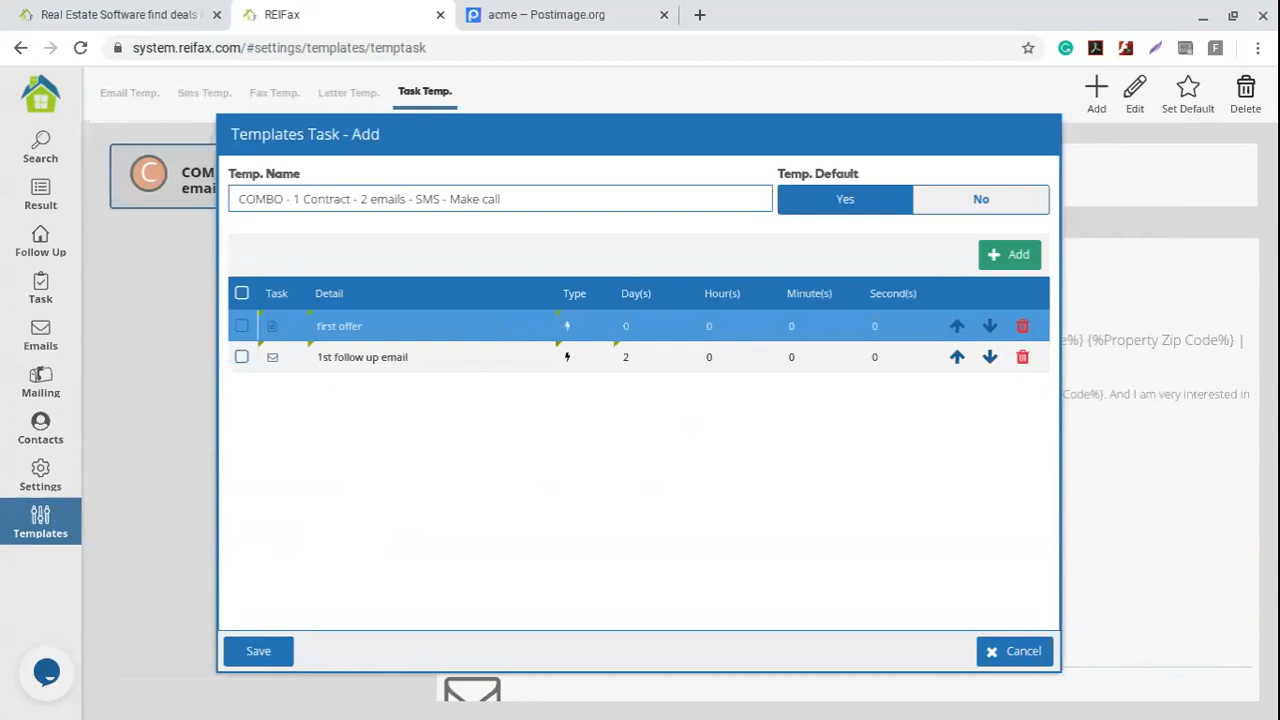 Real Estate Software find deals i
REIFax
acme — Postimage.org
system.reifax.com/#settings/templates/temptask
Email Temp.
Sms Temp.
Fax Temp.
Letter Temp.
Task Temp.
Add
Edit
Set Default
Delete
Search
Result
Follow Up
Task
Emails
Mailing
Contacts
Settings
Templates
C
COM
emai
Templates Task - Add
Temp. Name
Temp. Default
COMBO - 1 Contract - 2 emails - SMS - Make call
Yes
No
Add
Task Detail Type Day(s) Hour(s) Minute(s) Second(s)
first offer 0 0 0 0
1st follow up email 2 0 0 0
Save
Cancel
e%} {%Property Zip Code%} |
Code%}. And I am very interested in